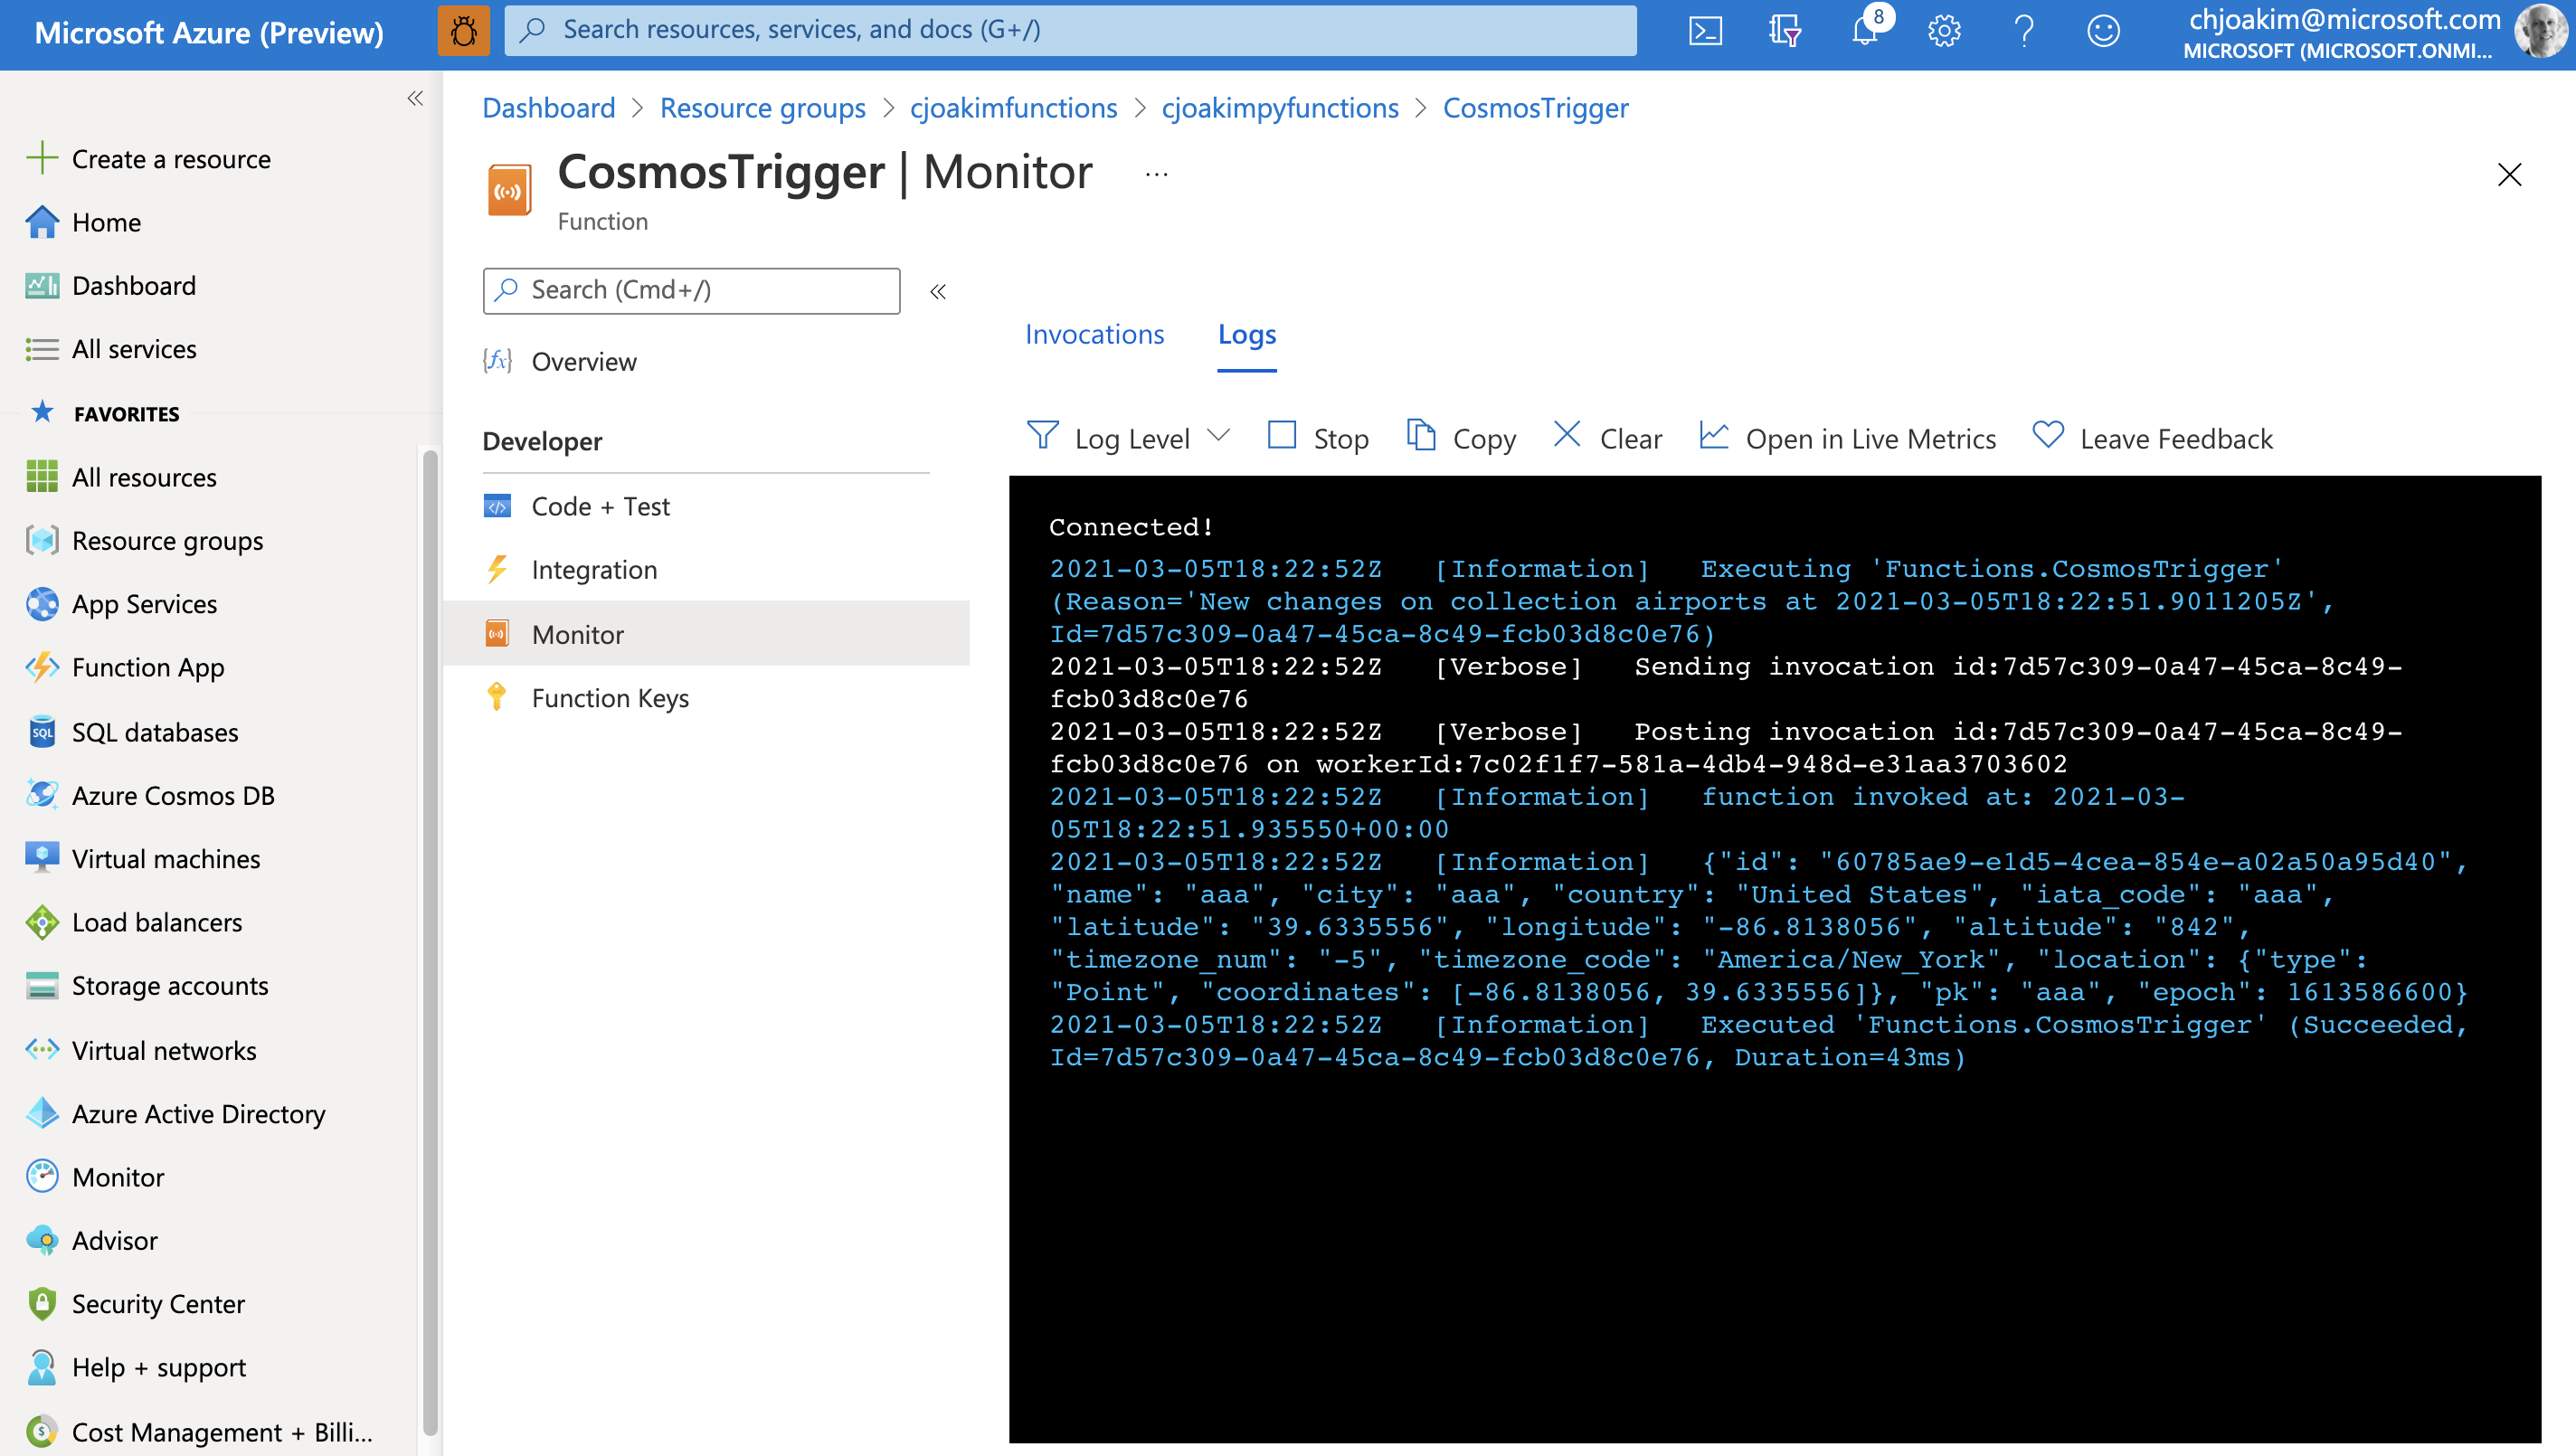 Microsoft Azure (Preview)
Search resources, services, and docs (G+/)
8
chjoakim@microsoft.com
MICROSOFT (MICROSOFT.ONMI...
Create a resource
Home
Dashboard
All services
FAVORITES
All resources
Resource groups
App Services
Function App
SQL
SQL databases
Azure Cosmos DB
Virtual machines
Load balancers
Storage accounts
Virtual networks
Azure Active Directory
Monitor
Advisor
Security Center
Help + support
Cost Management + Billi...
Dashboard > Resource groups > cjoakimfunctions > cjoakimpyfunctions > CosmosTrigger
CosmosTrigger | Monitor ...
Function
Search (Cmd+/)
Overview
Developer
Code + Test
Integration
Monitor
Function Keys
Invocations Logs
Log Level Stop Copy Clear Open in Live Metrics Leave Feedback
Connected!
2021-03-05T18:22:52Z [Information] Executing 'Functions.CosmosTrigger'
(Reason='New changes on collection airports at 2021-03-05T18:22:51.9011205Z',
Id=7d57c309-0a47-45ca-8c49-fcb03d8c0e76)
2021-03-05T18:22:52Z [Verbose] Sending invocation id:7d57c309-0a47-45ca-8c49-
fcb03d8c0e76
2021-03-05T18:22:52Z [Verbose] Posting invocation id:7d57c309-0a47-45ca-8c49-
fcb03d8c0e76 on workerId:7c02f1f7-581a-4db4-948d-e31aa3703602
2021-03-05T18:22:52Z [Information] function invoked at: 2021-03-
05T18:22:51.935550+00:00
2021-03-05T18:22:52Z [Information] {"id": "60785ae9-e1d5-4cea-854e-a02a50a95d40",
"name": "aaa", "city": "aaa", "country": "United States", "iata_code": "aaa",
"latitude": "39.6335556", "longitude": "-86.8138056", "altitude": "842",
"timezone_num": "-5", "timezone_code": "America/New_York", "location": {"type":
"Point", "coordinates": [-86.8138056, 39.6335556]}, "pk": "aaa", "epoch": 1613586600}
2021-03-05T18:22:52Z [Information] Executed 'Functions.CosmosTrigger' (Succeeded,
Id=7d57c309-0a47-45ca-8c49-fcb03d8c0e76, Duration=43ms)